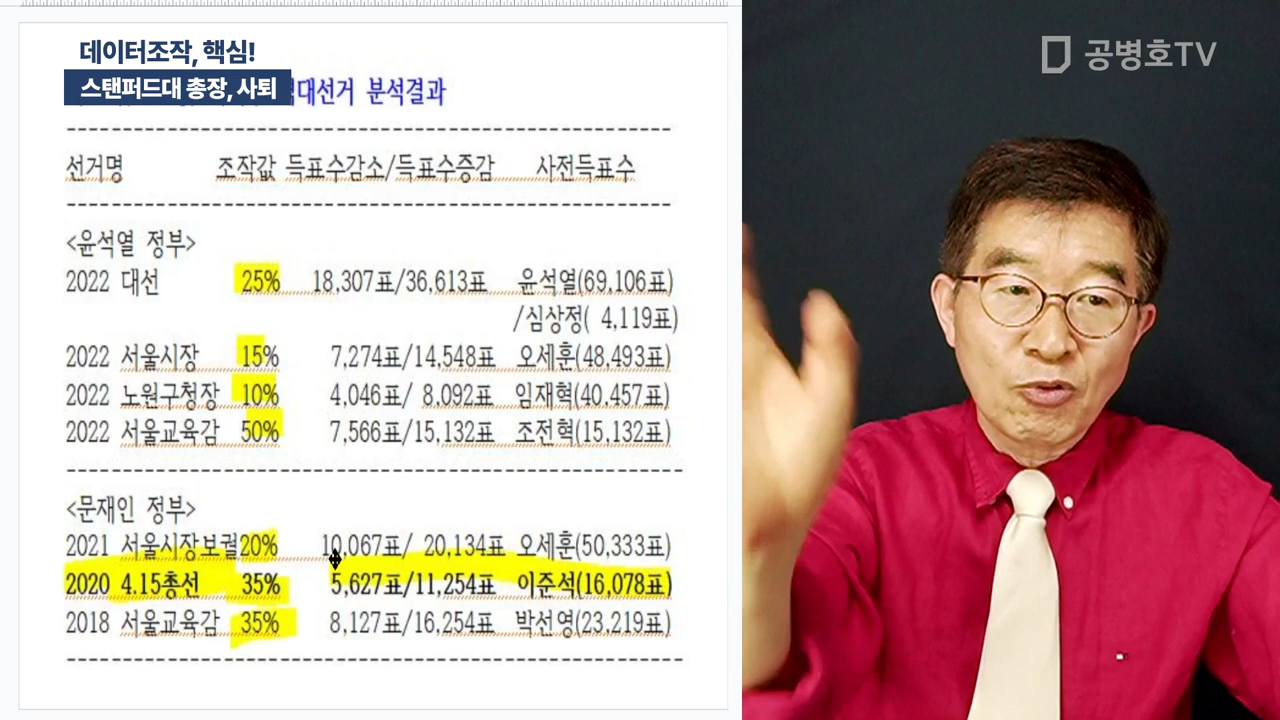 데이터조작, 핵심!
스탠퍼드대 총장, 사퇴
공병호TV
대선거 분석결과
선거명 조작값 득표수감소/득표수증감 사전득표수
<윤석열 정부>
2022 대선 25% 18,307표/36,613표 윤석열(69,106표)
/심상정( 4,119표)
2022 서울시장 15% 7,274표/14,548표 오세훈(48,493표)
2022 노원구청장 10% 4,046표/ 8,092표 임재혁(40,457표)
2022 서울교육감 50% 7,566표/15,132표 조전혁(15,132표)
<문재인 정부>
2021 서울시장보궐20% 10,067표/ 20,134표 오세훈(50,333표)
2020 4.15총선 35% 5,627표/11,254표 이준석(16,078표)
2018 서울교육감 35% 8,127표/16,254표 박선영(23,219표)